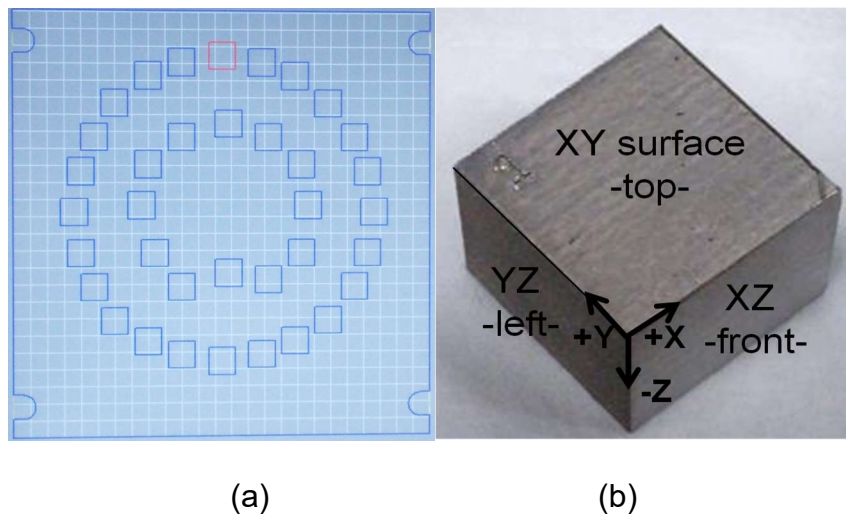 XY surface
-top-
YZ
-left-
XZ
-front-
+Y
+X
-Z
(a)
(b)